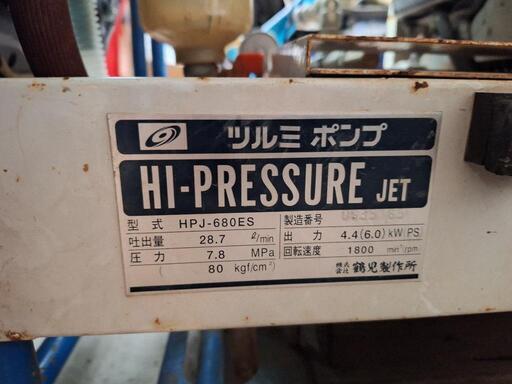 ツルミ ポンプ
HI-PRESSURE JET
型式 HPJ-680ES 製造番号
吐出量 28.7 ℓ/min 出力 4.4(6.0)kW(PS)
圧力 7.8 MPa 回転速度 1800 min⁻¹(rpm)
( 80 kgf/cm²) 株式会社 鶴見製作所